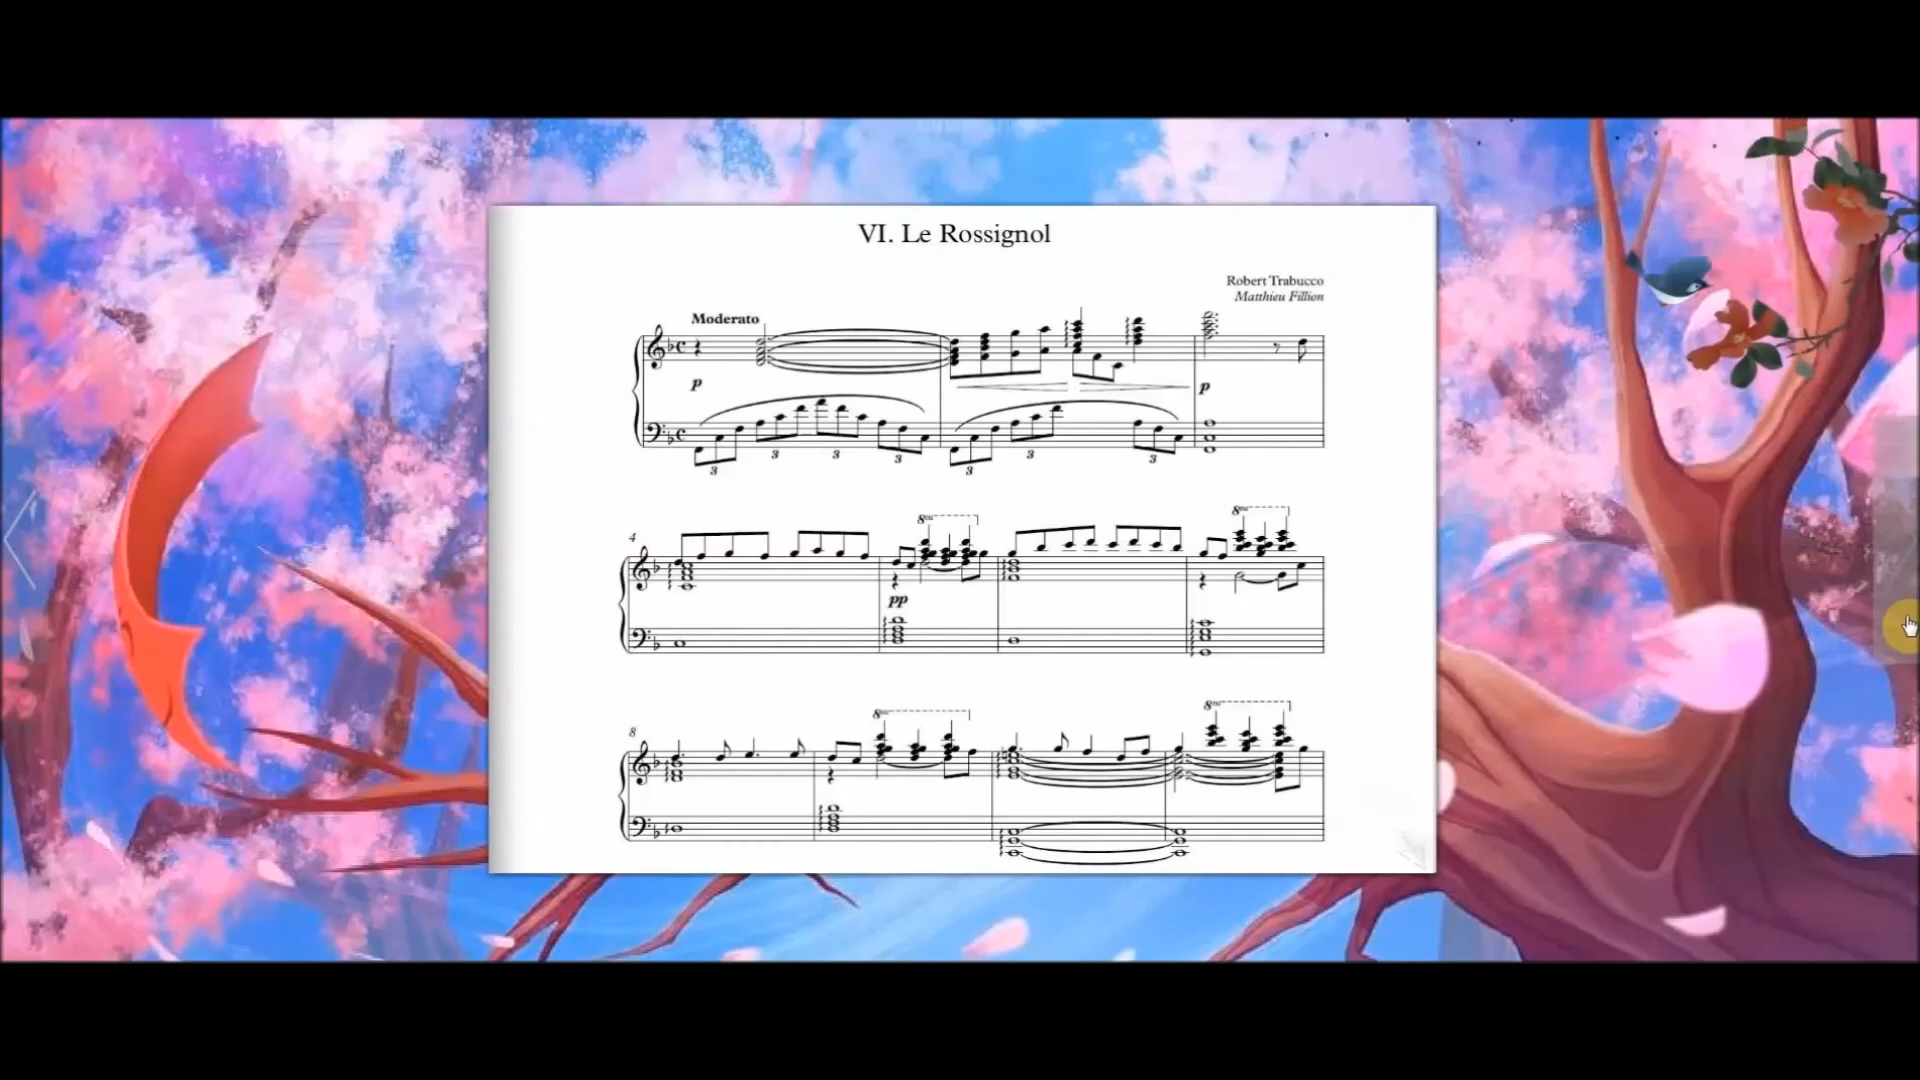 VI. Le Rossignol
Robert Trabucco
Matthieu Fillion
Moderato
p
p
3
3
3
3
3
3
3
4
8va
8va
pp
8
8va
8va